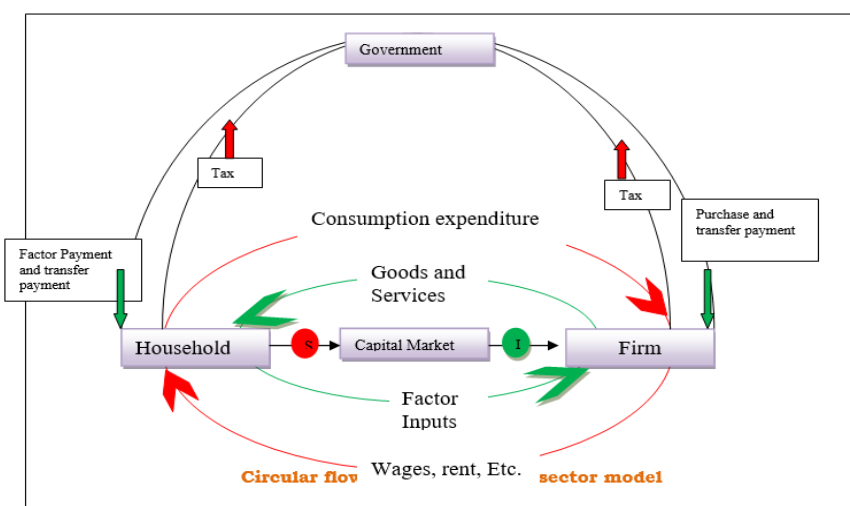 Government
Tax
Tax
Consumption expenditure
Purchase and
transfer payment
Factor Payment
and transfer
payment
Goods and
Services
Household
S
Capital Market
I
Firm
Factor
Inputs
Wages, rent, Etc.
Circular flow sector model